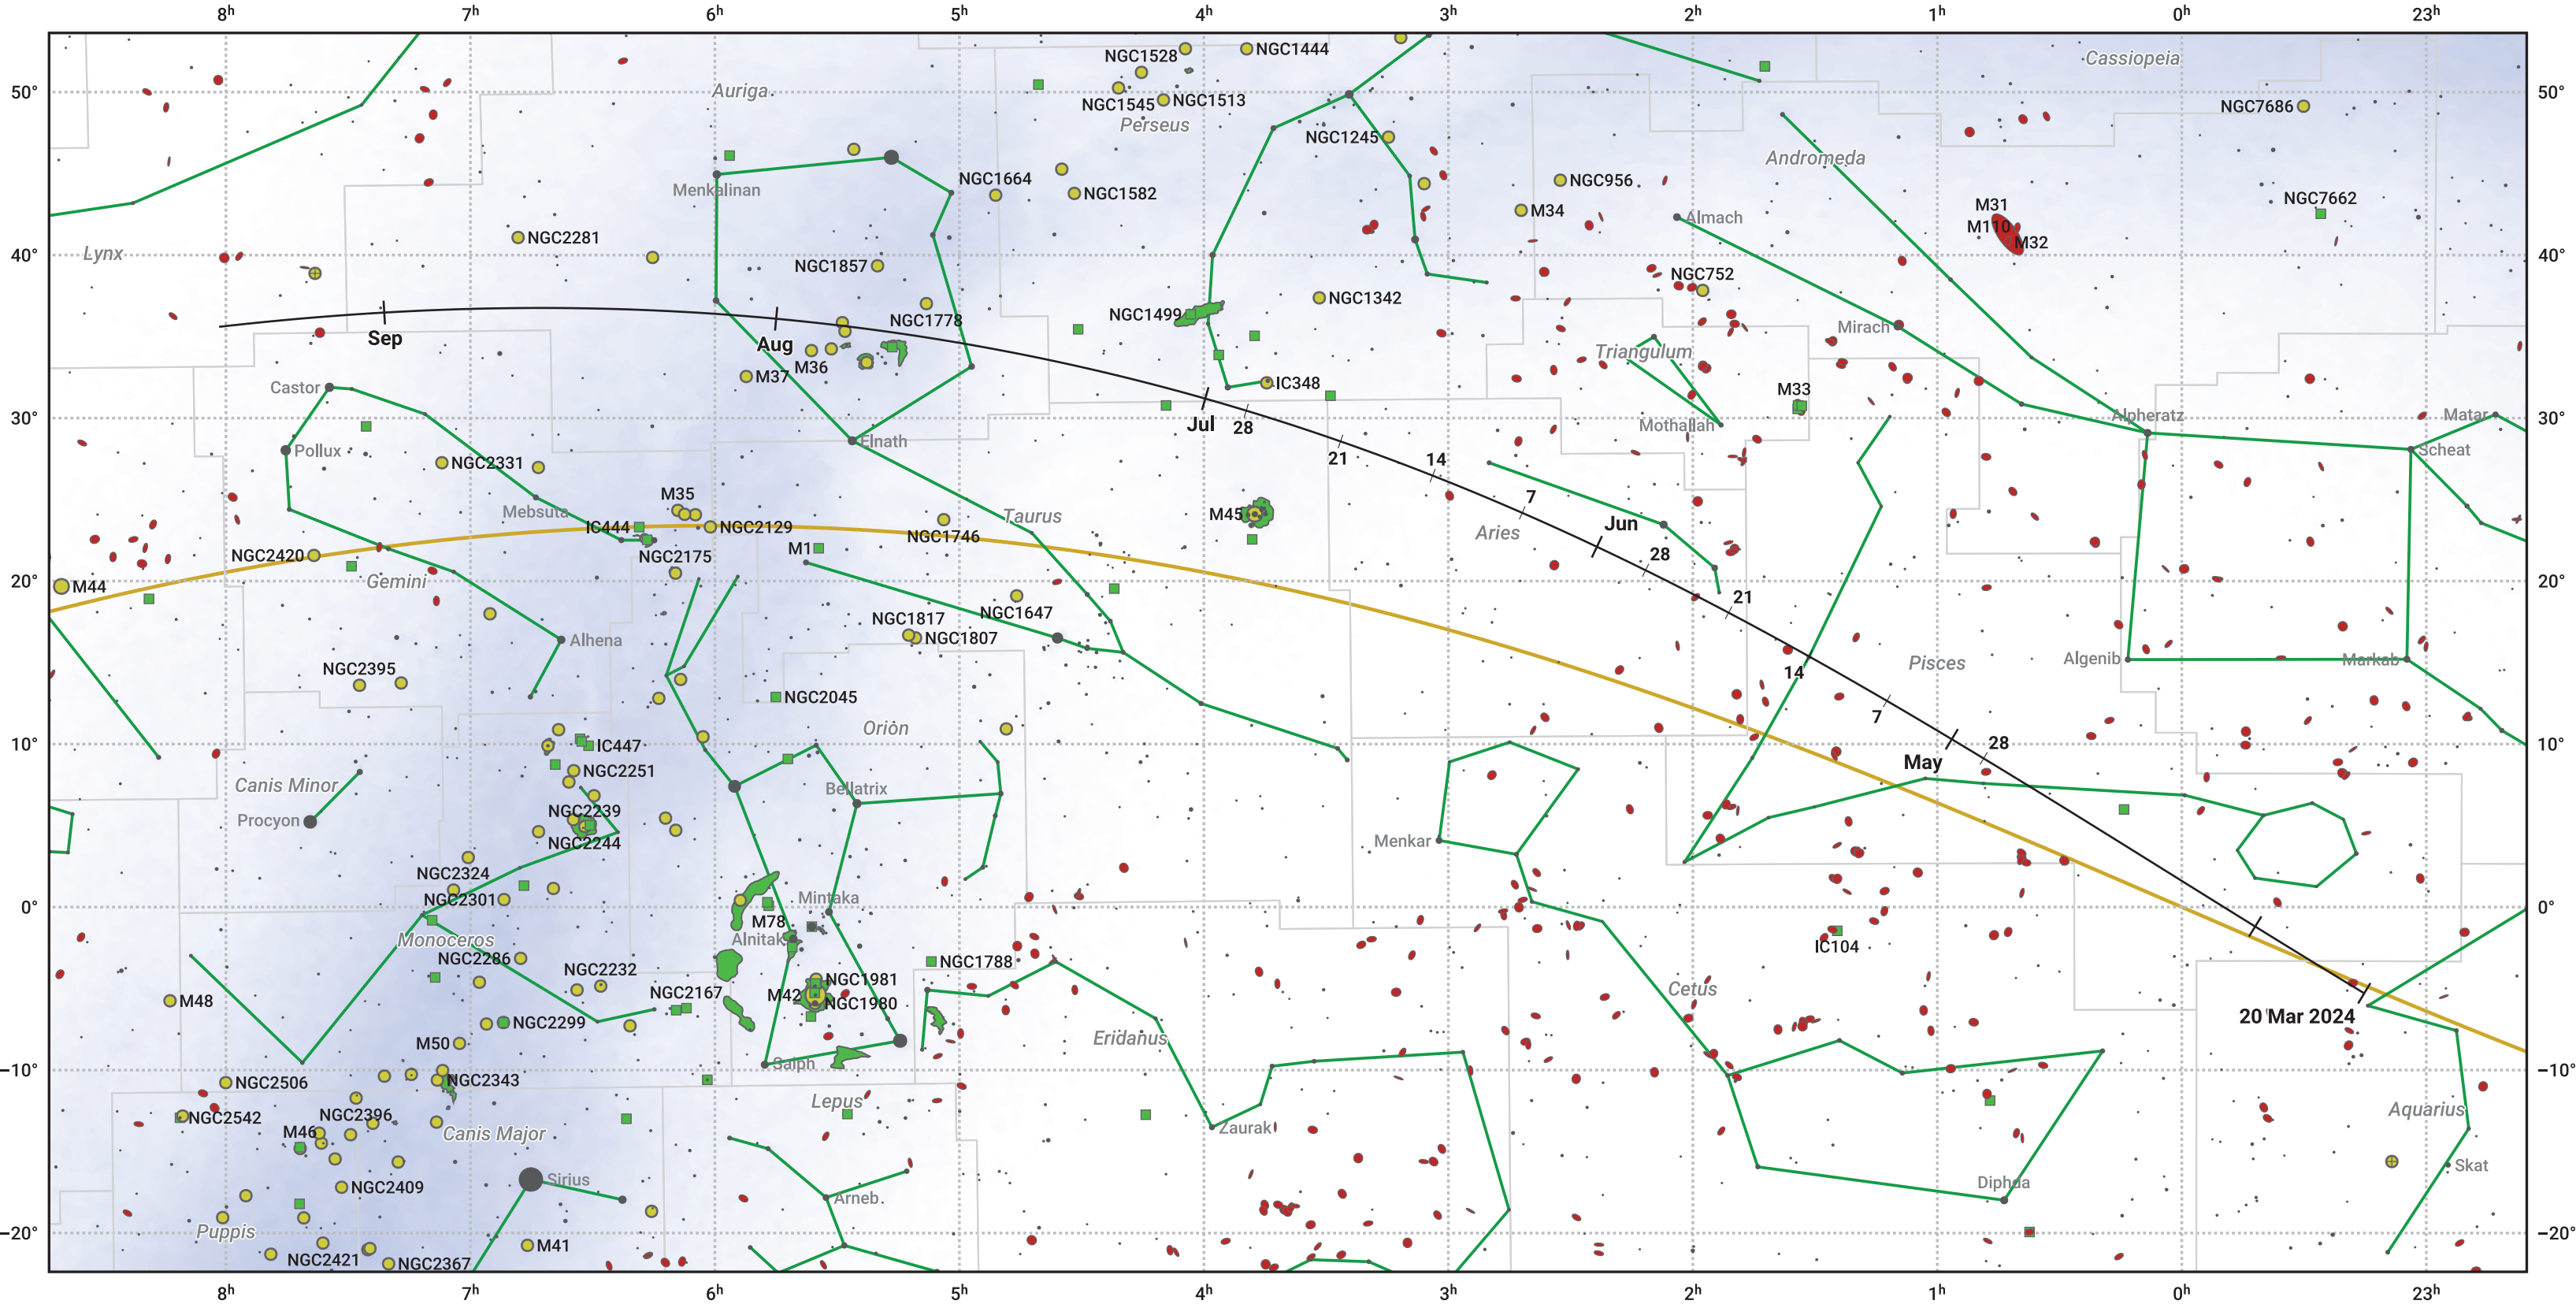 8h 7h 6h 5h 4h 3h 2h 1h 0h 23h
NGC1528 NGC1444 Cassiopeia
50° Auriga NGC1545 NGC1513 NGC7686 50°
Perseus
NGC1245 Andromeda
Menkalinan NGC1664 NGC1582 NGC956 M31 NGC7662
M34 Almach M110
NGC2281 M32
40° Lynx NGC1857 NGC752 40°
NGC1342
NGC1499 NGC1778 Mirach
Sep Aug Triangulum
M36
M37 IC348 M33
Castor
30° Jul 28 Mothallah Alpheratz Matar 30°
Pollux Elnath Scheat
NGC2331 21 14
M35 7
Mebsuta Taurus M45 Jun
IC444 NGC2129 NGC1746 Aries
NGC2420 NGC2175 M1 28
20° M44 Gemini 21 20°
NGC1817 NGC1647
Alhena NGC1807
NGC2395 14 Pisces Algenib Markab
NGC2045
7
10° IC447 Orion 28 10°
NGC2251 May
Canis Minor Bellatrix
Procyon NGC2239
NGC2244 Menkar
NGC2324
0° NGC2301 Mintaka 0°
M78
Monoceros Alnitak IC104
NGC2286 NGC1788
NGC2232 NGC1981
M48 NGC2167 M42 Cetus
NGC1980 20 Mar 2024
NGC2299
M50 Eridanus
−10° Saiph −10°
NGC2506 NGC2343
NGC2542 NGC2396 Lepus Aquarius
M46 Canis Major Zaurak
Sirius Skat
NGC2409 Arneb Diphda
−20° Puppis −20°
NGC2421 M41
NGC2367
8h 7h 6h 5h 4h 3h 2h 1h 0h 23h